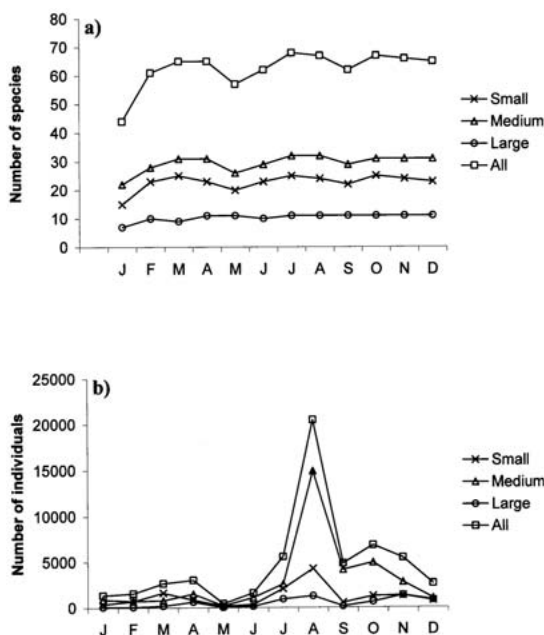 a)
Number of species
80
70
60
50
40
30
20
10
0
J F M A M J J A S O N D
Small
Medium
Large
All
b)
Number of individuals
25000
20000
15000
10000
5000
0
J F M A M J J A S O N D
Small
Medium
Large
All